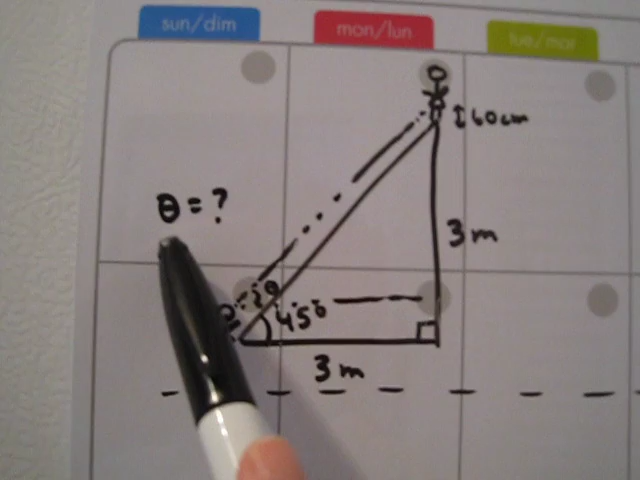 sun/dim
mon/lun
tue/mar
60cm
θ = ?
3m
θ
45°
3m